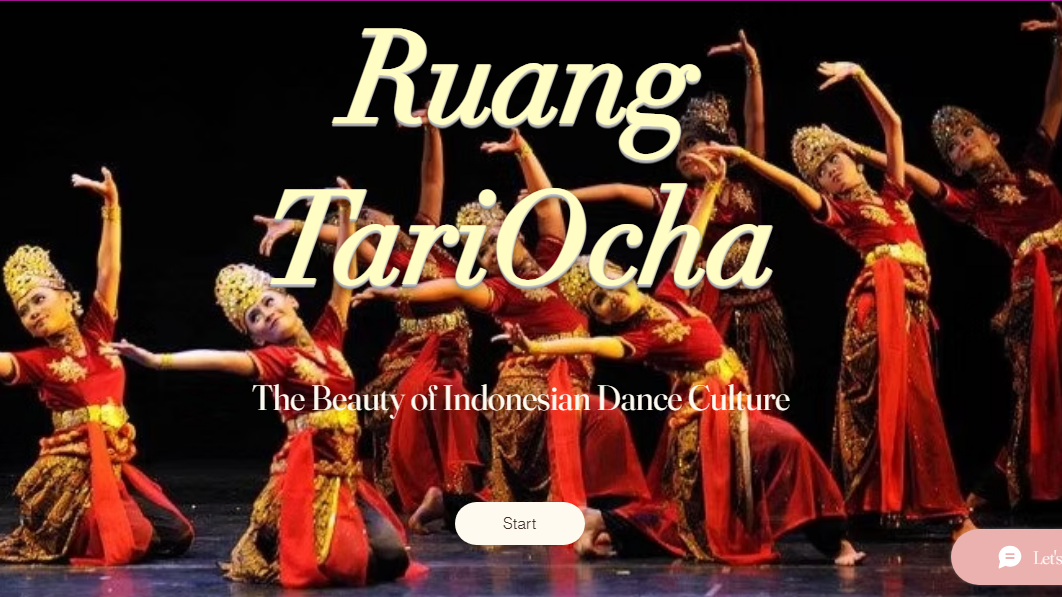 Ruang
TariOcha
The Beauty of Indonesian Dance Culture
Start
Let's